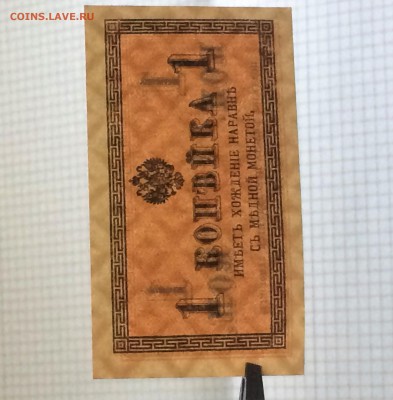 COINS.LAVE.RU
1 КОПѢЙКА 1
ИМѢЕТЪ ХОЖДЕНІЕ НАРАВНѢ
СЪ МѢДНОЙ МОНЕТОЙ.